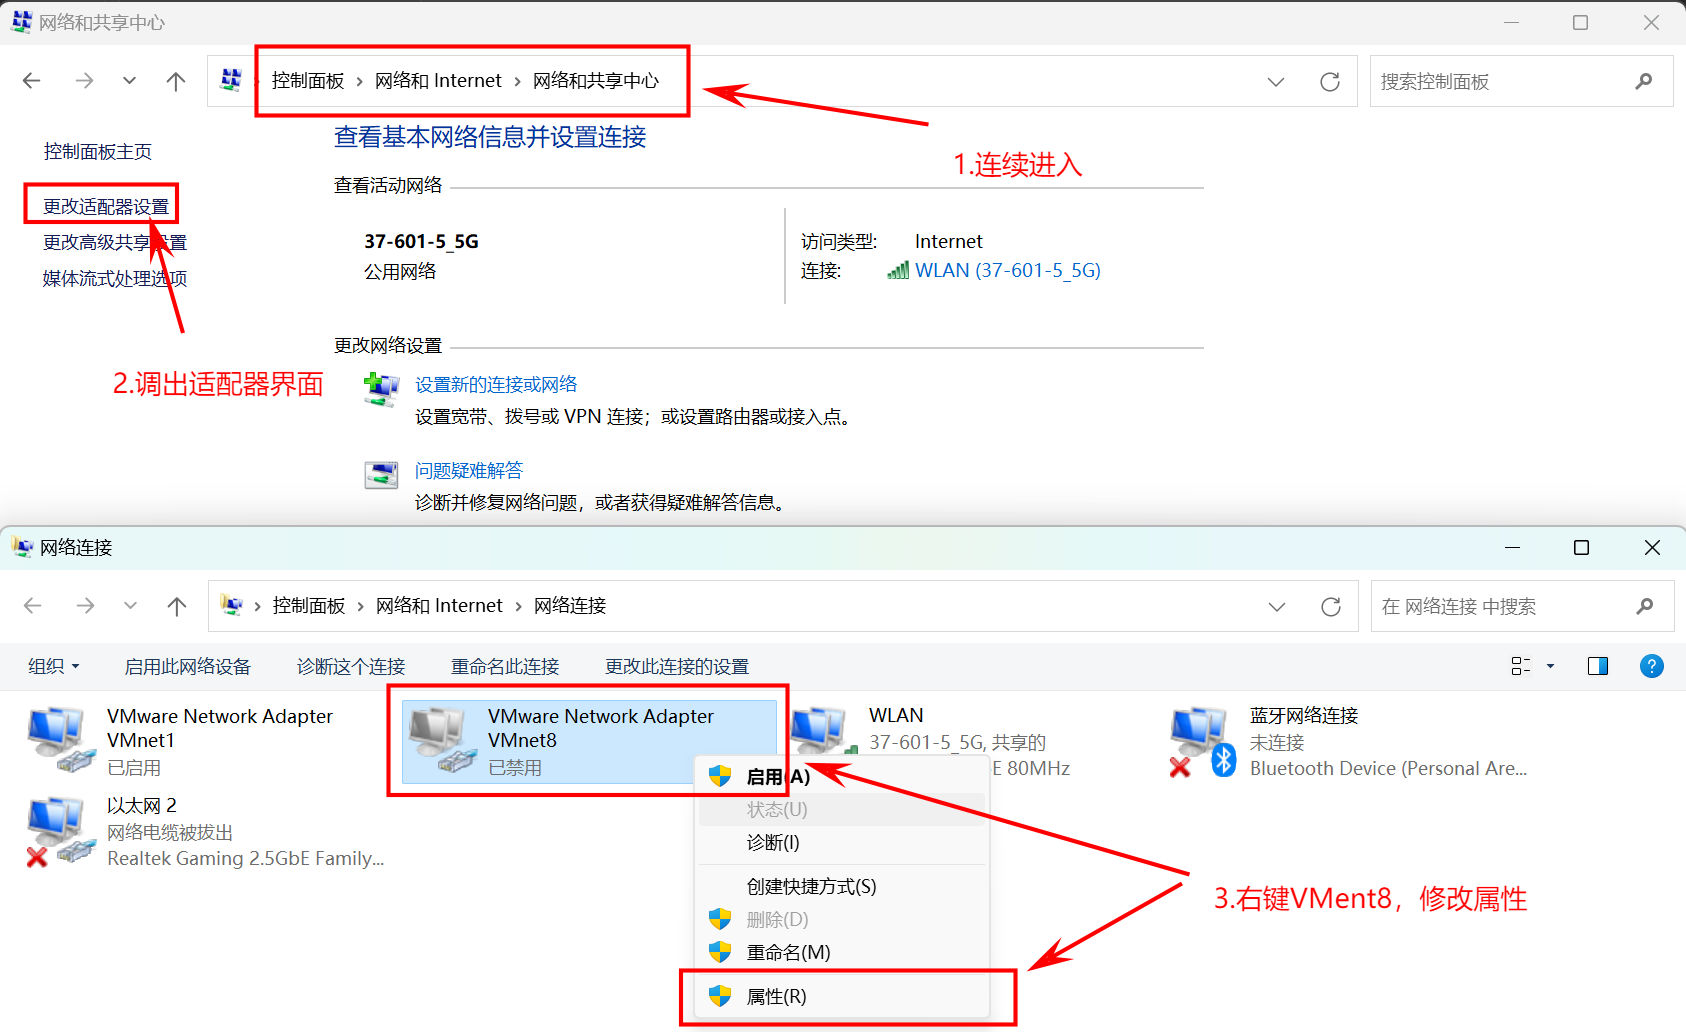 网络和共享中心
控制面板 › 网络和 Internet › 网络和共享中心
搜索控制面板
查看基本网络信息并设置连接
控制面板主页
1.连续进入
查看活动网络
更改适配器设置
更改高级共享设置
37-601-5_5G
访问类型: Internet
公用网络
连接: WLAN (37-601-5_5G)
媒体流式处理选项
更改网络设置
2.调出适配器界面
设置新的连接或网络
设置宽带、拨号或 VPN 连接；或设置路由器或接入点。
问题疑难解答
诊断并修复网络问题，或者获得疑难解答信息。
网络连接
› 控制面板 › 网络和 Internet › 网络连接
在 网络连接 中搜索
组织 启用此网络设备 诊断这个连接 重命名此连接 更改此连接的设置
?
VMware Network Adapter
VMnet1
已启用
VMware Network Adapter
VMnet8
已禁用
WLAN
37-601-5_5G, 共享的
E 80MHz
蓝牙网络连接
未连接
Bluetooth Device (Personal Are...
以太网 2
网络电缆被拔出
Realtek Gaming 2.5GbE Family...
启用(A)
状态(U)
诊断(I)
创建快捷方式(S)
删除(D)
重命名(M)
属性(R)
3.右键VMent8，修改属性